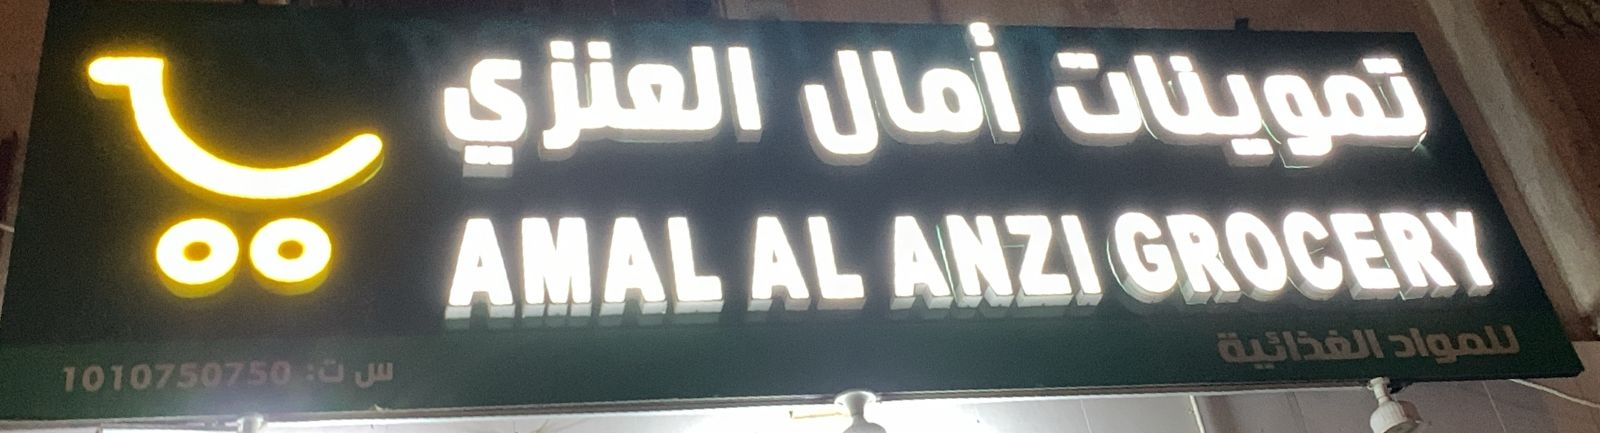 تموينات أمال العنزي
AMAL AL ANZI GROCERY
للمواد الغذائية
س ت: 1010750750